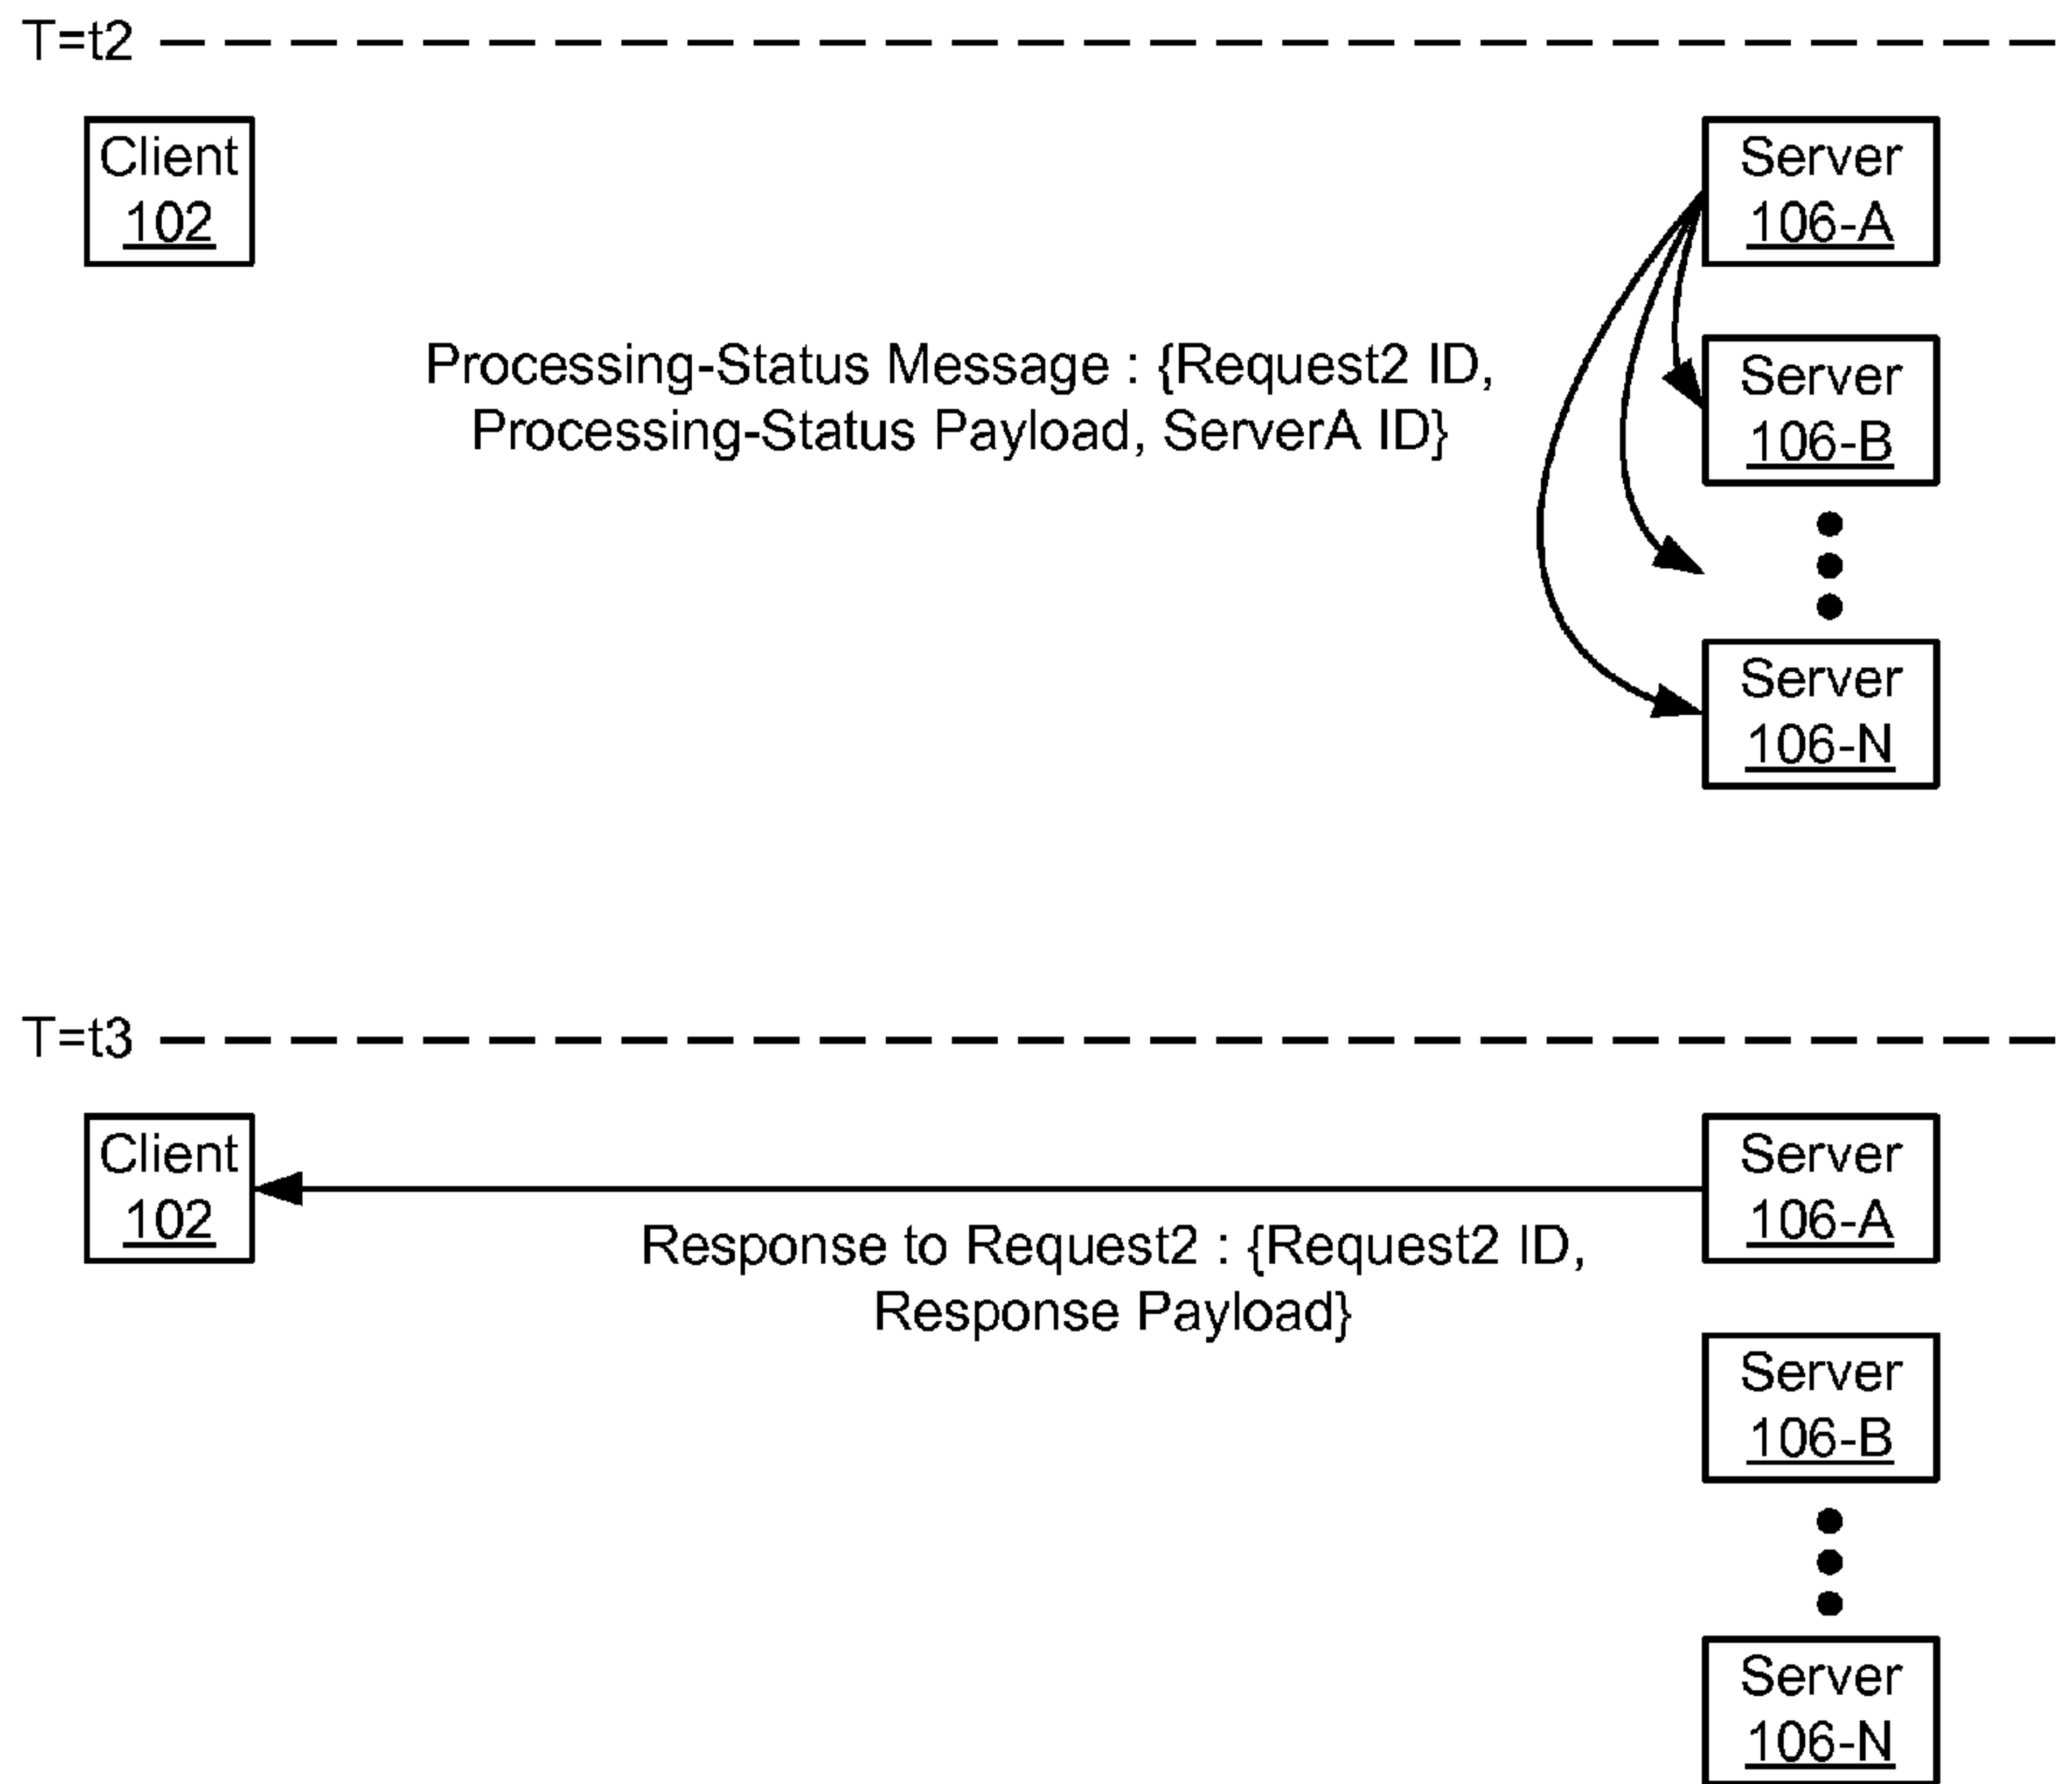 T=t2
Client
102
Server
106-A
Processing-Status Message : {Request2 ID,
Processing-Status Payload, ServerA ID}
Server
106-B
Server
106-N
T=t3
Client
102
Server
106-A
Response to Request2 : {Request2 ID,
Response Payload}
Server
106-B
Server
106-N